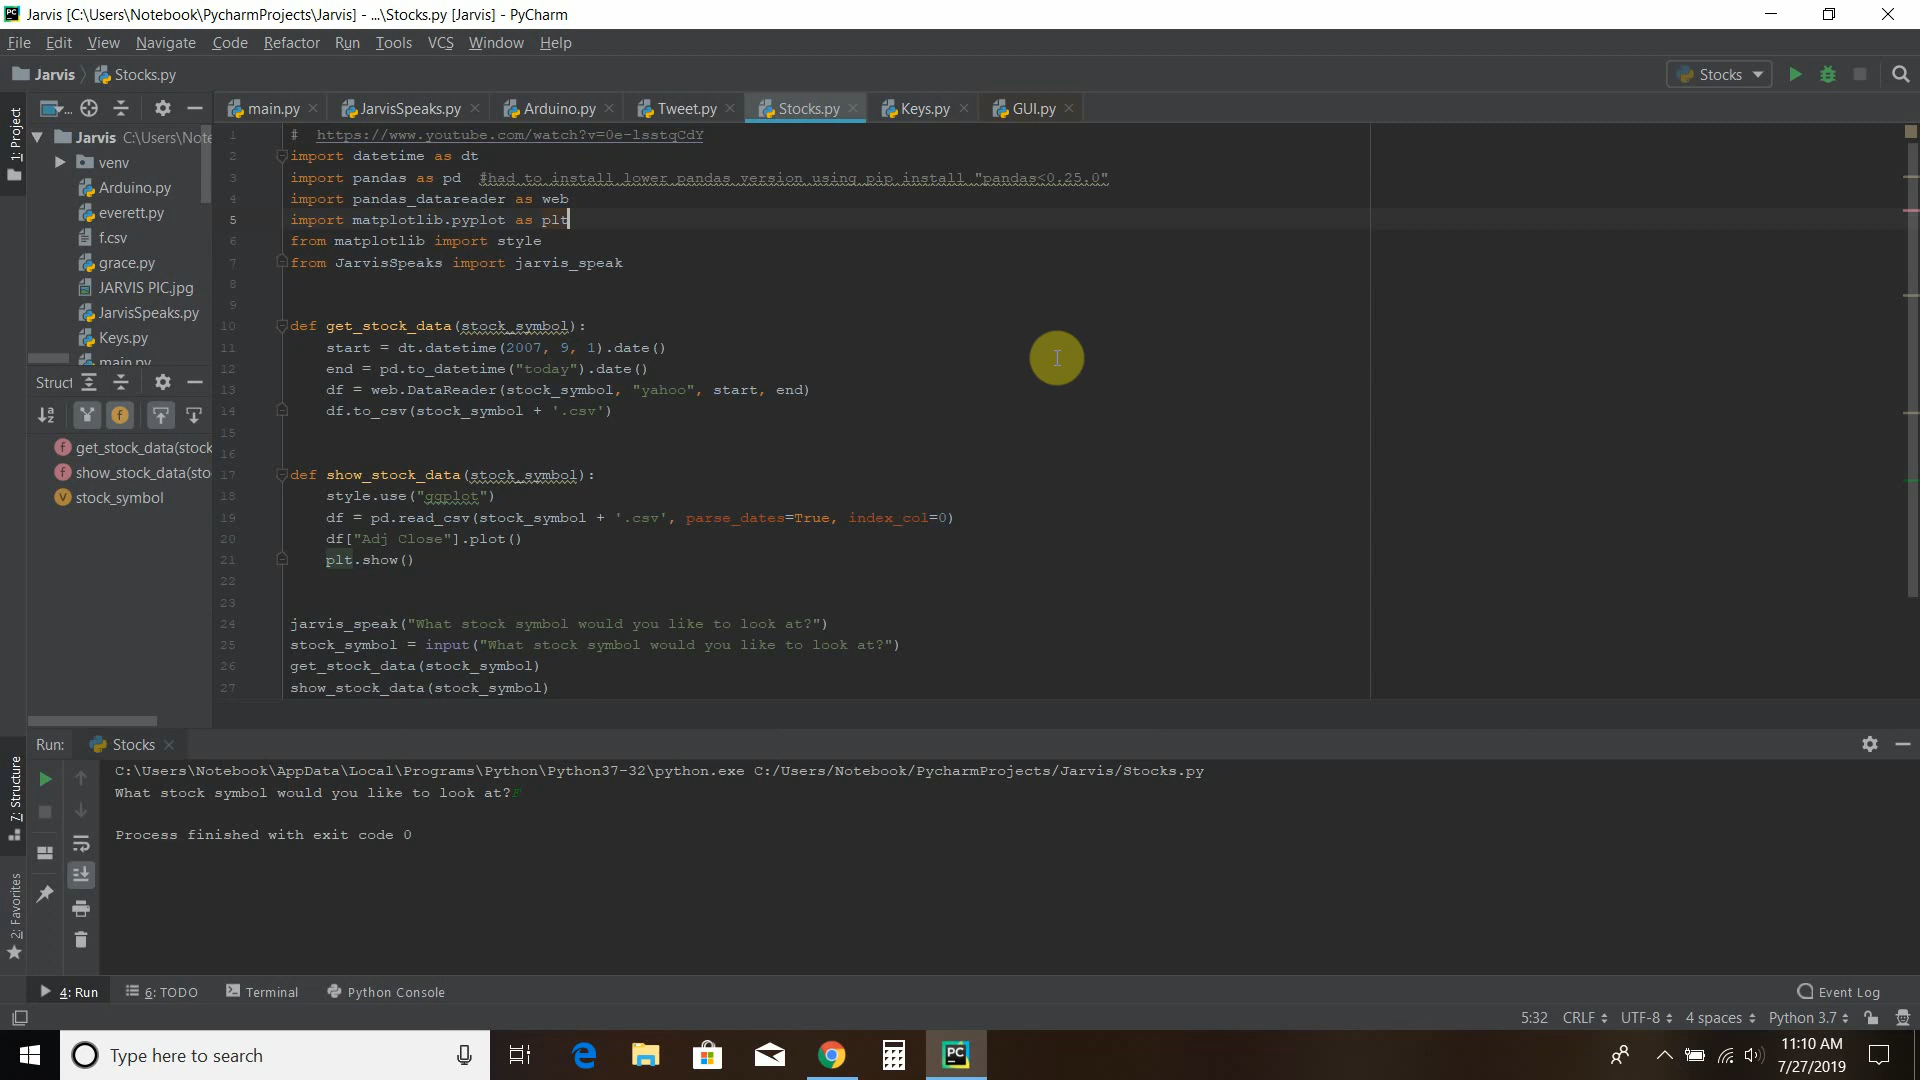 Jarvis [C:\Users\Notebook\PycharmProjects\Jarvis] - ...\Stocks.py [Jarvis] - PyCharm
File Edit View Navigate Code Refactor Run Tools VCS Window Help
Jarvis Stocks.py
Stocks
main.py JarvisSpeaks.py Arduino.py Tweet.py Stocks.py Keys.py GUI.py
1: Project
Jarvis C:\Users\Note
venv
Arduino.py
everett.py
f.csv
grace.py
JARVIS PIC.jpg
JarvisSpeaks.py
Keys.py
main.py
Struct
get_stock_data(stock
show_stock_data(sto
stock_symbol
1 # https://www.youtube.com/watch?v=0e-lsstqCdY
2 import datetime as dt
3 import pandas as pd #had to install lower pandas version using pip install "pandas<0.25.0"
4 import pandas_datareader as web
5 import matplotlib.pyplot as plt
6 from matplotlib import style
7 from JarvisSpeaks import jarvis_speak
8
9
10 def get_stock_data(stock_symbol):
11 start = dt.datetime(2007, 9, 1).date()
12 end = pd.to_datetime("today").date()
13 df = web.DataReader(stock_symbol, "yahoo", start, end)
14 df.to_csv(stock_symbol + '.csv')
15
16
17 def show_stock_data(stock_symbol):
18 style.use("ggplot")
19 df = pd.read_csv(stock_symbol + '.csv', parse_dates=True, index_col=0)
20 df["Adj Close"].plot()
21 plt.show()
22
23
24 jarvis_speak("What stock symbol would you like to look at?")
25 stock_symbol = input("What stock symbol would you like to look at?")
26 get_stock_data(stock_symbol)
27 show_stock_data(stock_symbol)
Run: Stocks
C:\Users\Notebook\AppData\Local\Programs\Python\Python37-32\python.exe C:/Users/Notebook/PycharmProjects/Jarvis/Stocks.py
What stock symbol would you like to look at?F
Process finished with exit code 0
7: Structure
2: Favorites
4: Run 6: TODO Terminal Python Console Event Log
5:32 CRLF UTF-8 4 spaces Python 3.7
Type here to search
11:10 AM
7/27/2019